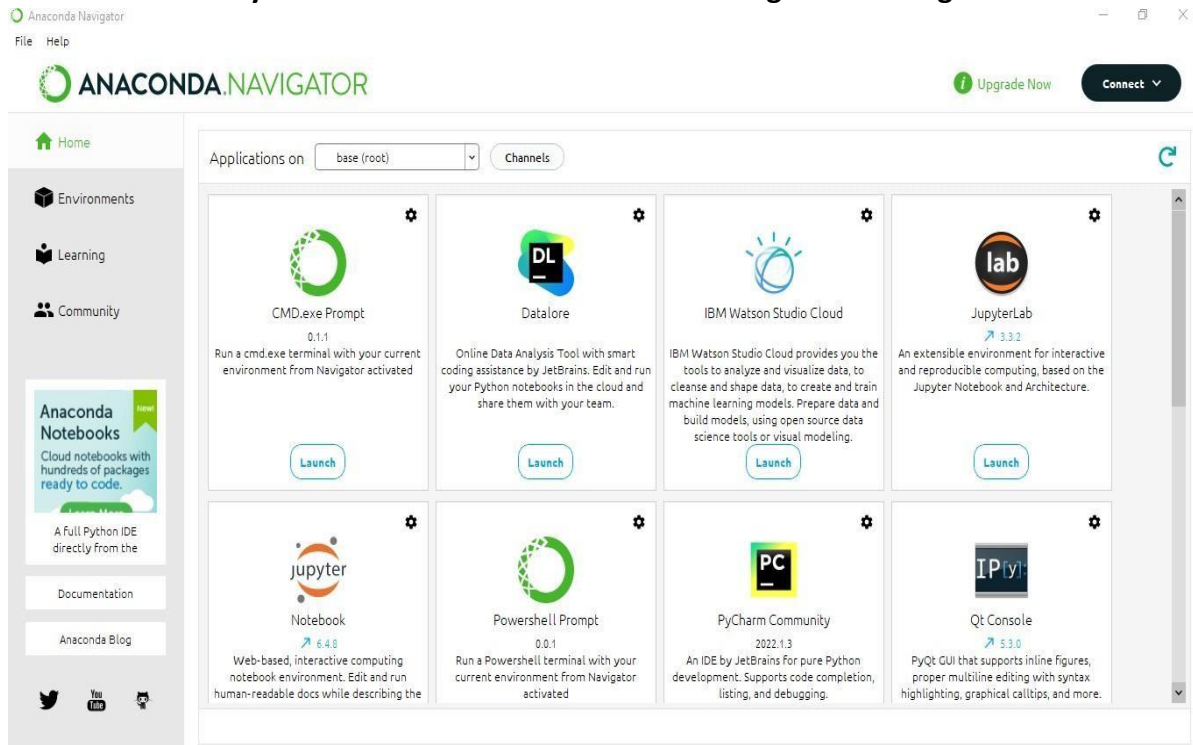 Anaconda Navigator
File Help
ANACONDA.NAVIGATOR
Upgrade Now
Connect
Home
Environments
Learning
Community
Applications on base (root) Channels
CMD.exe Prompt
0.1.1
Run a cmd.exe terminal with your current
environment from Navigator activated
Launch
DL
Datalore
Online Data Analysis Tool with smart
coding assistance by JetBrains. Edit and run
your Python notebooks in the cloud and
share them with your team.
Launch
IBM Watson Studio Cloud
IBM Watson Studio Cloud provides you the
tools to analyze and visualize data, to
cleanse and shape data, to create and train
machine learning models. Prepare data and
build models, using open source data
science tools or visual modeling.
Launch
lab
JupyterLab
3.3.2
An extensible environment for interactive
and reproducible computing, based on the
Jupyter Notebook and Architecture.
Launch
jupyter
Notebook
6.4.8
Web-based, interactive computing
notebook environment. Edit and run
human-readable docs while describing the
Powershell Prompt
0.0.1
Run a Powershell terminal with your
current environment from Navigator
activated
PC
PyCharm Community
2022.1.3
An IDE by JetBrains for pure Python
development. Supports code completion,
listing, and debugging.
IP[y]:
Qt Console
5.3.0
PyQt GUI that supports inline figures,
proper multiline editing with syntax
highlighting, graphical calltips, and more.
New!
Anaconda
Notebooks
Cloud notebooks with
hundreds of packages
ready to code.
A full Python IDE
directly from the
Documentation
Anaconda Blog
You
Tube